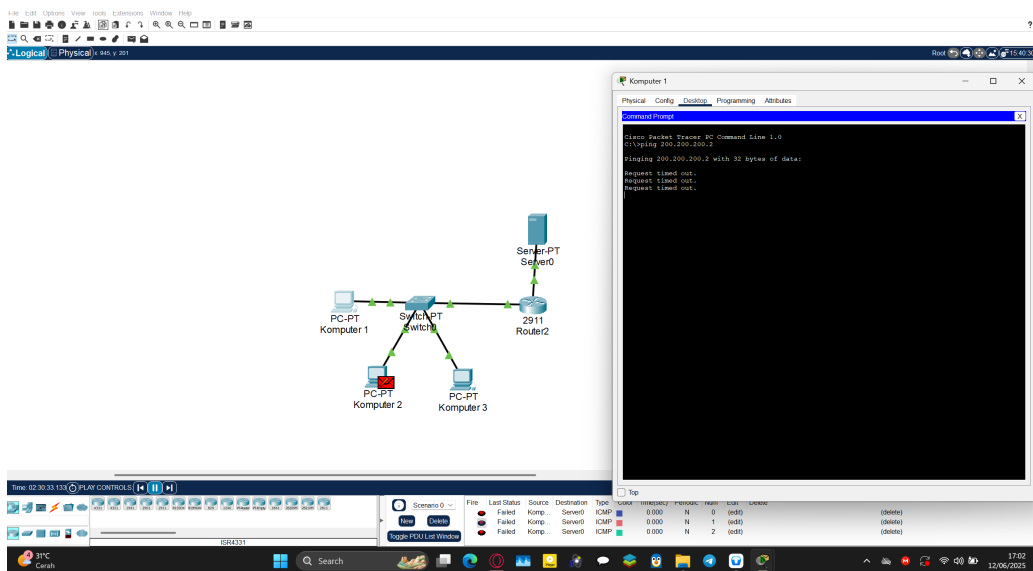 File Edit Options View Tools Extensions Window Help
?
Logical Physical x: 945, y: 201 Root 15:40:30
Komputer 1
Physical Config Desktop Programming Attributes
Command Prompt X
Cisco Packet Tracer PC Command Line 1.0
C:\>ping 200.200.200.2
Pinging 200.200.200.2 with 32 bytes of data:
Request timed out.
Request timed out.
Request timed out.
Server-PT
Server0
PC-PT
Komputer 1
Switch-PT
Switch0
2911
Router2
PC-PT
Komputer 2
PC-PT
Komputer 3
Top
Time: 02:30:33.133 PLAY CONTROLS:
Scenario 0
New Delete
Toggle PDU List Window
Fire Last Status Source Destination Type Color Time(sec) Periodic Num Edit Delete
Failed Komp... Server0 ICMP 0.000 N 0 (edit) (delete)
Failed Komp... Server0 ICMP 0.000 N 1 (edit) (delete)
Failed Komp... Server0 ICMP 0.000 N 2 (edit) (delete)
ISR4331
31°C
Cerah
Search
17:02
12/06/2025